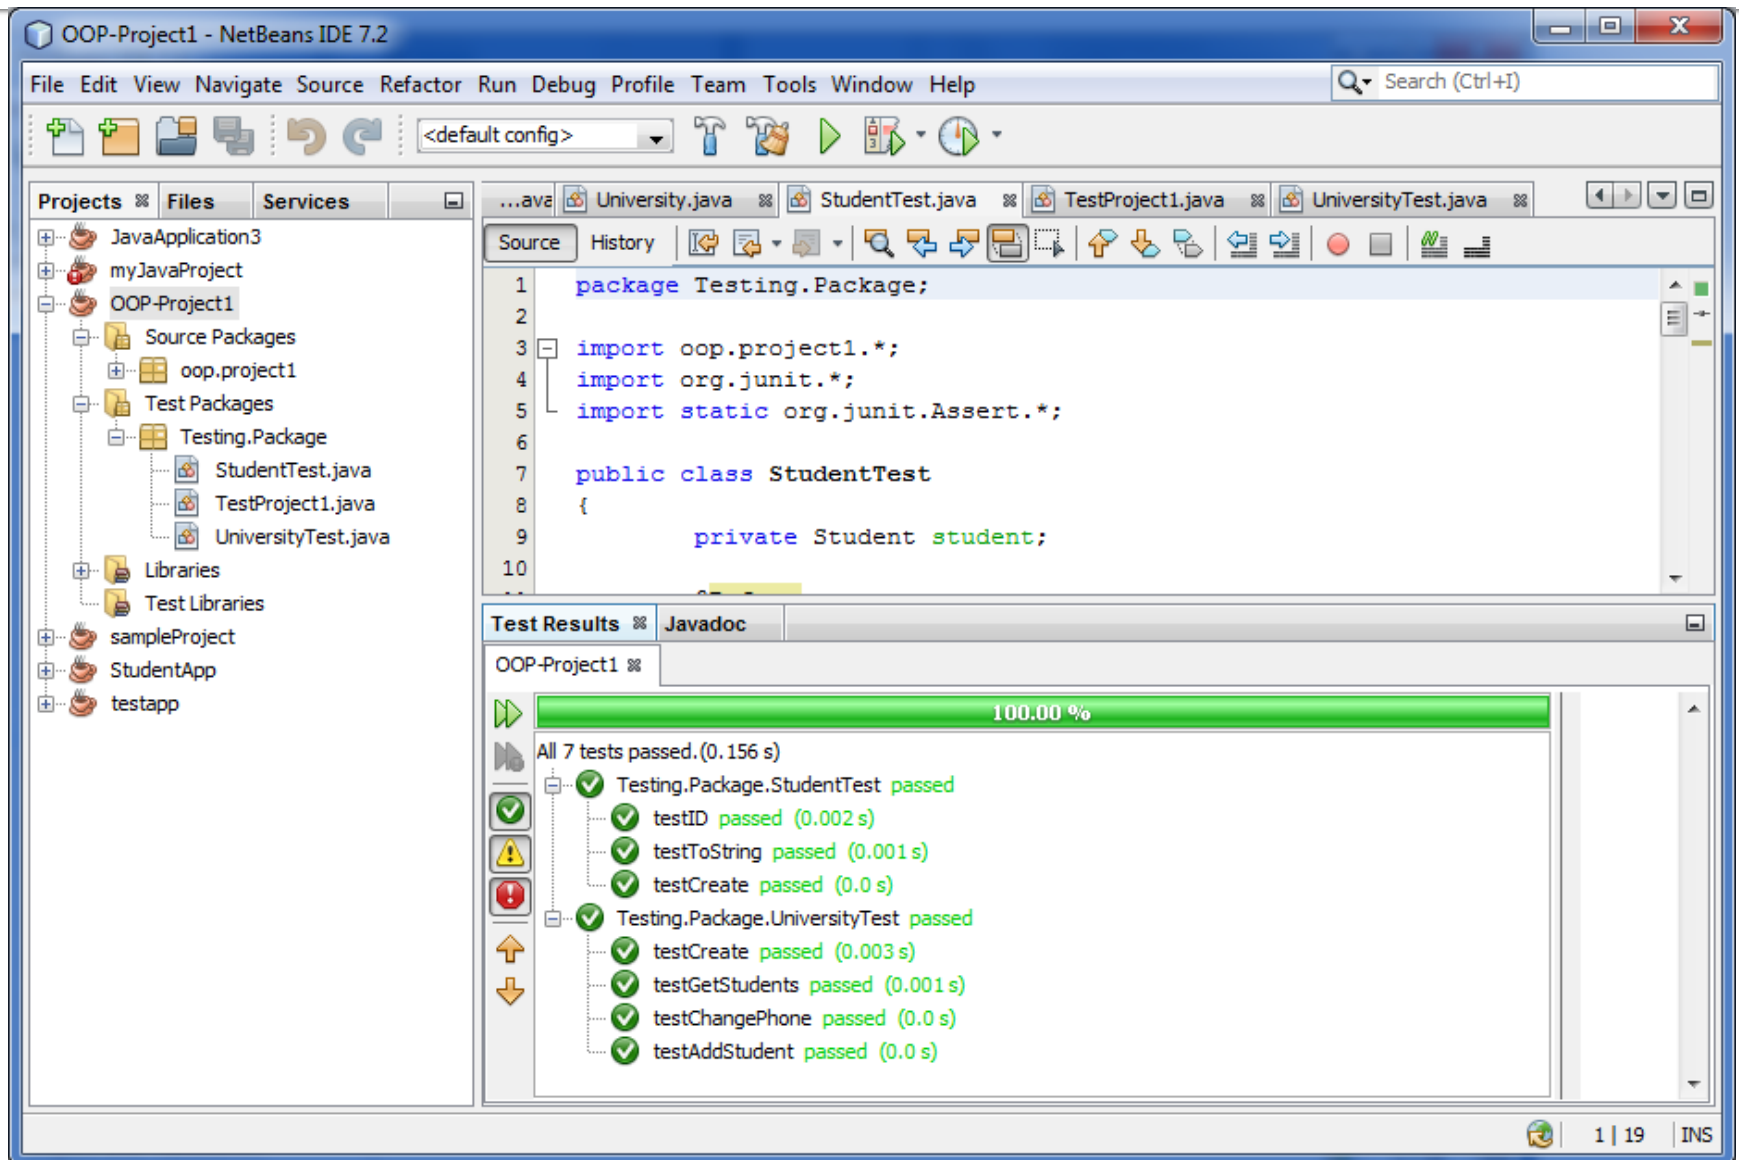 OOP-Project1 - NetBeans IDE 7.2
File Edit View Navigate Source Refactor Run Debug Profile Team Tools Window Help
Search (Ctrl+I)
<default config>
Projects Files Services
JavaApplication3
myJavaProject
OOP-Project1
Source Packages
oop.project1
Test Packages
Testing.Package
StudentTest.java
TestProject1.java
UniversityTest.java
Libraries
Test Libraries
sampleProject
StudentApp
testapp
...ava University.java StudentTest.java TestProject1.java UniversityTest.java
Source History
1 package Testing.Package;
2
3 import oop.project1.*;
4 import org.junit.*;
5 import static org.junit.Assert.*;
6
7 public class StudentTest
8 {
9 private Student student;
10
Test Results Javadoc
OOP-Project1
100.00 %
All 7 tests passed.(0.156 s)
Testing.Package.StudentTest passed
testID passed (0.002 s)
testToString passed (0.001 s)
testCreate passed (0.0 s)
Testing.Package.UniversityTest passed
testCreate passed (0.003 s)
testGetStudents passed (0.001 s)
testChangePhone passed (0.0 s)
testAddStudent passed (0.0 s)
1 | 19 INS